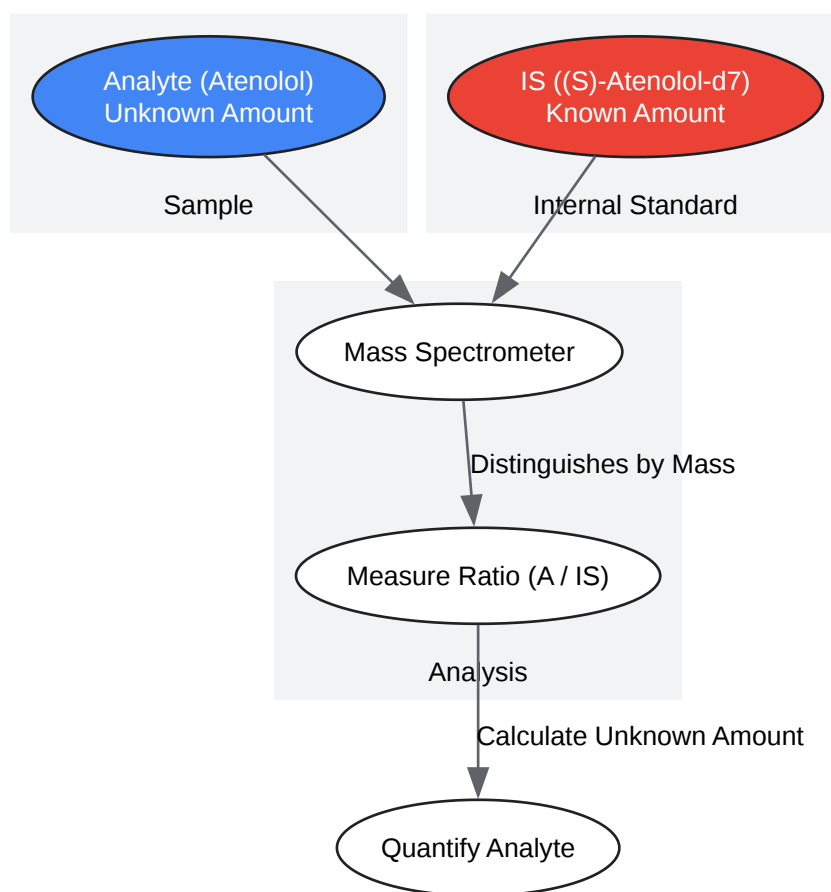 Analyte (Atenolol)
Unknown Amount
IS ((S)-Atenolol-d7)
Known Amount
Sample
Internal Standard
Mass Spectrometer
Distinguishes by Mass
Measure Ratio (A / IS)
Analysis
Calculate Unknown Amount
Quantify Analyte